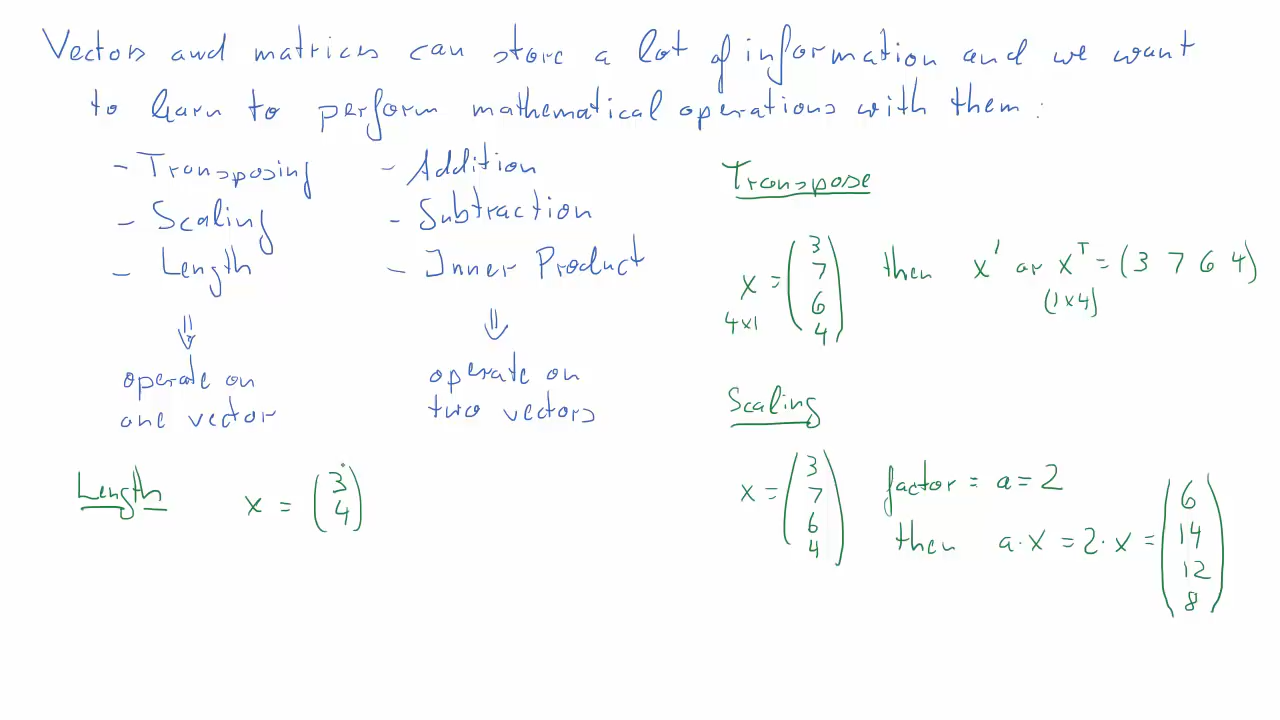 Vectors and matrices can store a lot of information and we want
to learn to perform mathematical operations with them:
- Transposing
- Scaling
- Length
⇓
operate on
one vector
- Addition
- Subtraction
- Inner Product
⇓
operate on
two vectors
Transpose
x = (3 7 6 4) then x' or xᵀ = (3 7 6 4)
4x1 (1x4)
Scaling
x = (3 7 6 4) factor = a = 2
then a·x = 2·x = (6 14 12 8)
Length x = (3 4)